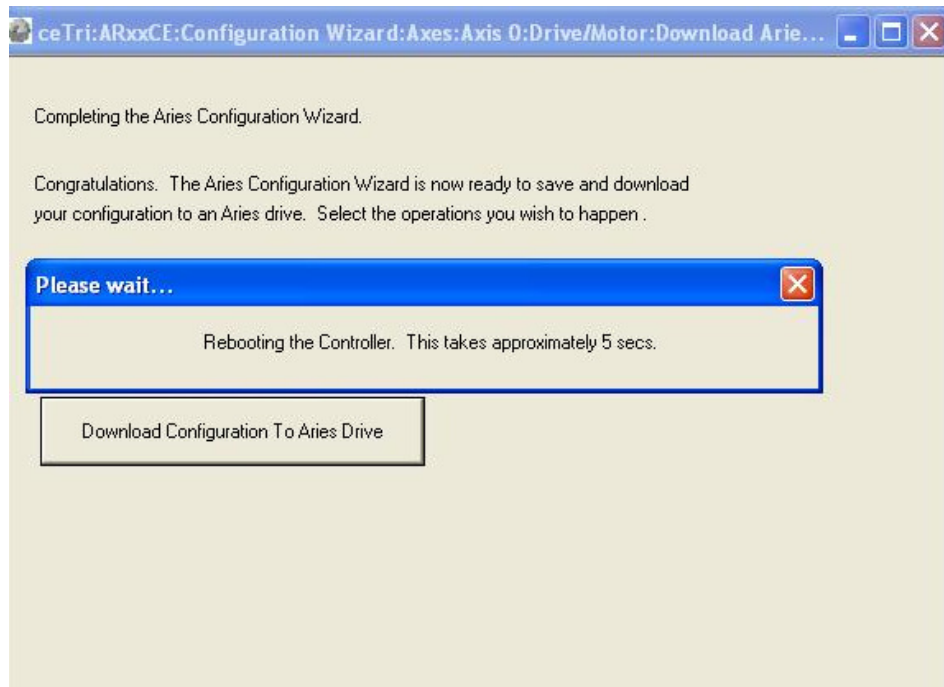 ceTri:ARxxCE:Configuration Wizard:Axes:Axis 0:Drive/Motor:Download Arie...
Completing the Aries Configuration Wizard.
Congratulations. The Aries Configuration Wizard is now ready to save and download
your configuration to an Aries drive. Select the operations you wish to happen .
Please wait...
Rebooting the Controller. This takes approximately 5 secs.
Download Configuration To Aries Drive